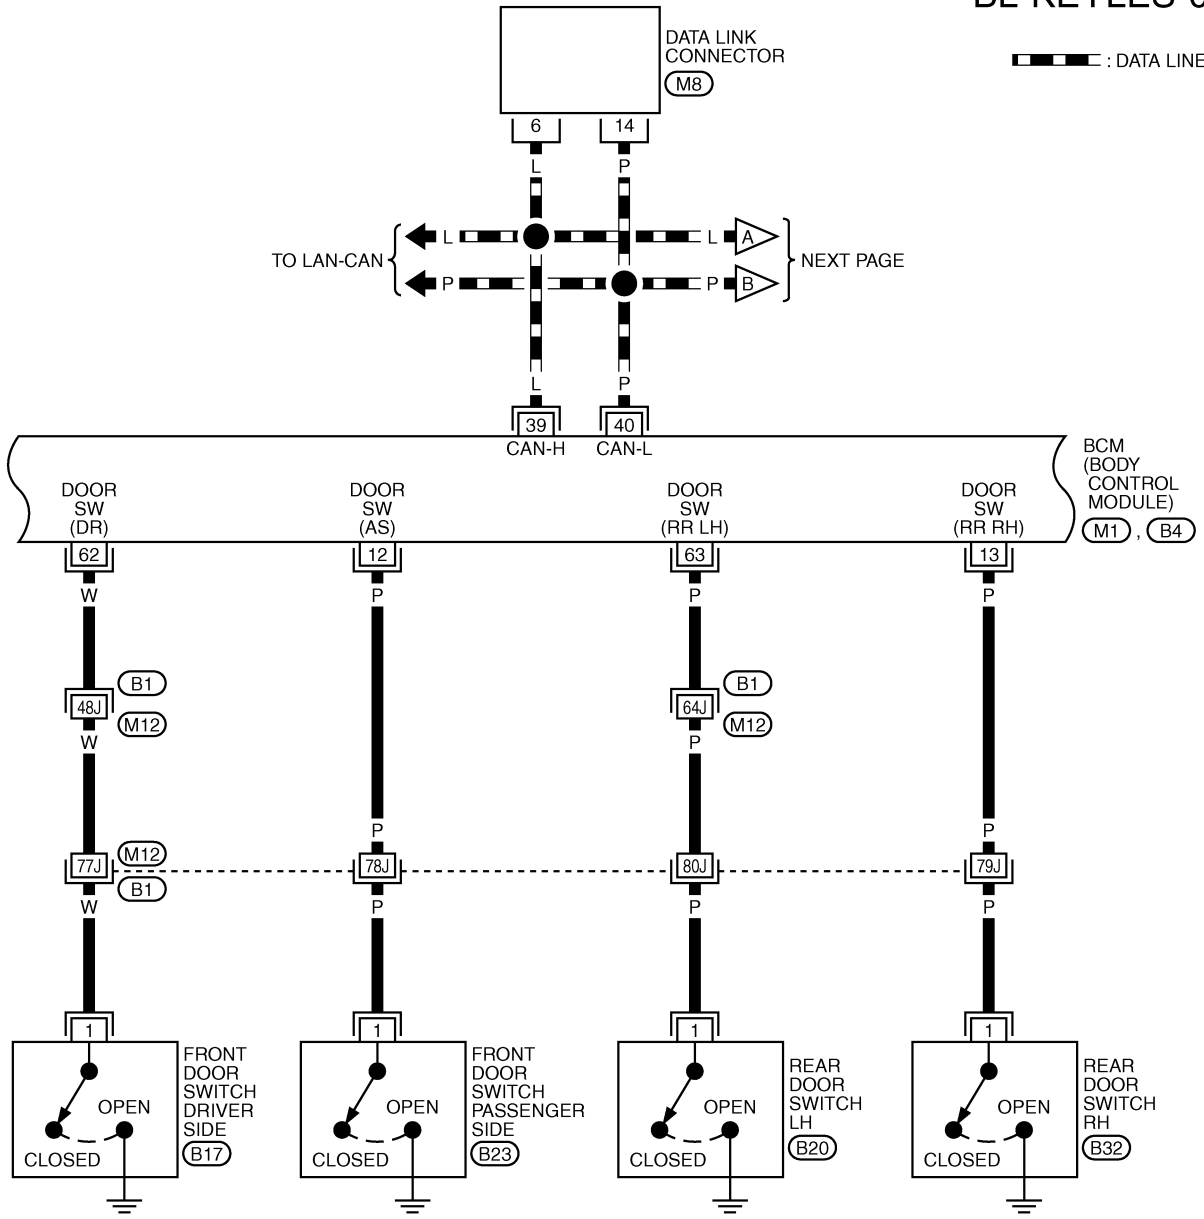 DATA LINK
CONNECTOR
M8
: DATA LINE
6
14
L
P
TO LAN-CAN
L
L
A
P
P
B
NEXT PAGE
L
P
39
40
CAN-H
CAN-L
BCM
(BODY
CONTROL
MODULE)
M1 , B4
DOOR
SW
(DR)
DOOR
SW
(AS)
DOOR
SW
(RR LH)
DOOR
SW
(RR RH)
62
12
63
13
W
P
P
P
B1
48J
M12
B1
64J
M12
W
P
P
P
77J
M12
B1
78J
80J
79J
W
P
P
P
1
1
1
1
OPEN
CLOSED
FRONT
DOOR
SWITCH
DRIVER
SIDE
B17
OPEN
CLOSED
FRONT
DOOR
SWITCH
PASSENGER
SIDE
B23
OPEN
CLOSED
REAR
DOOR
SWITCH
LH
B20
OPEN
CLOSED
REAR
DOOR
SWITCH
RH
B32